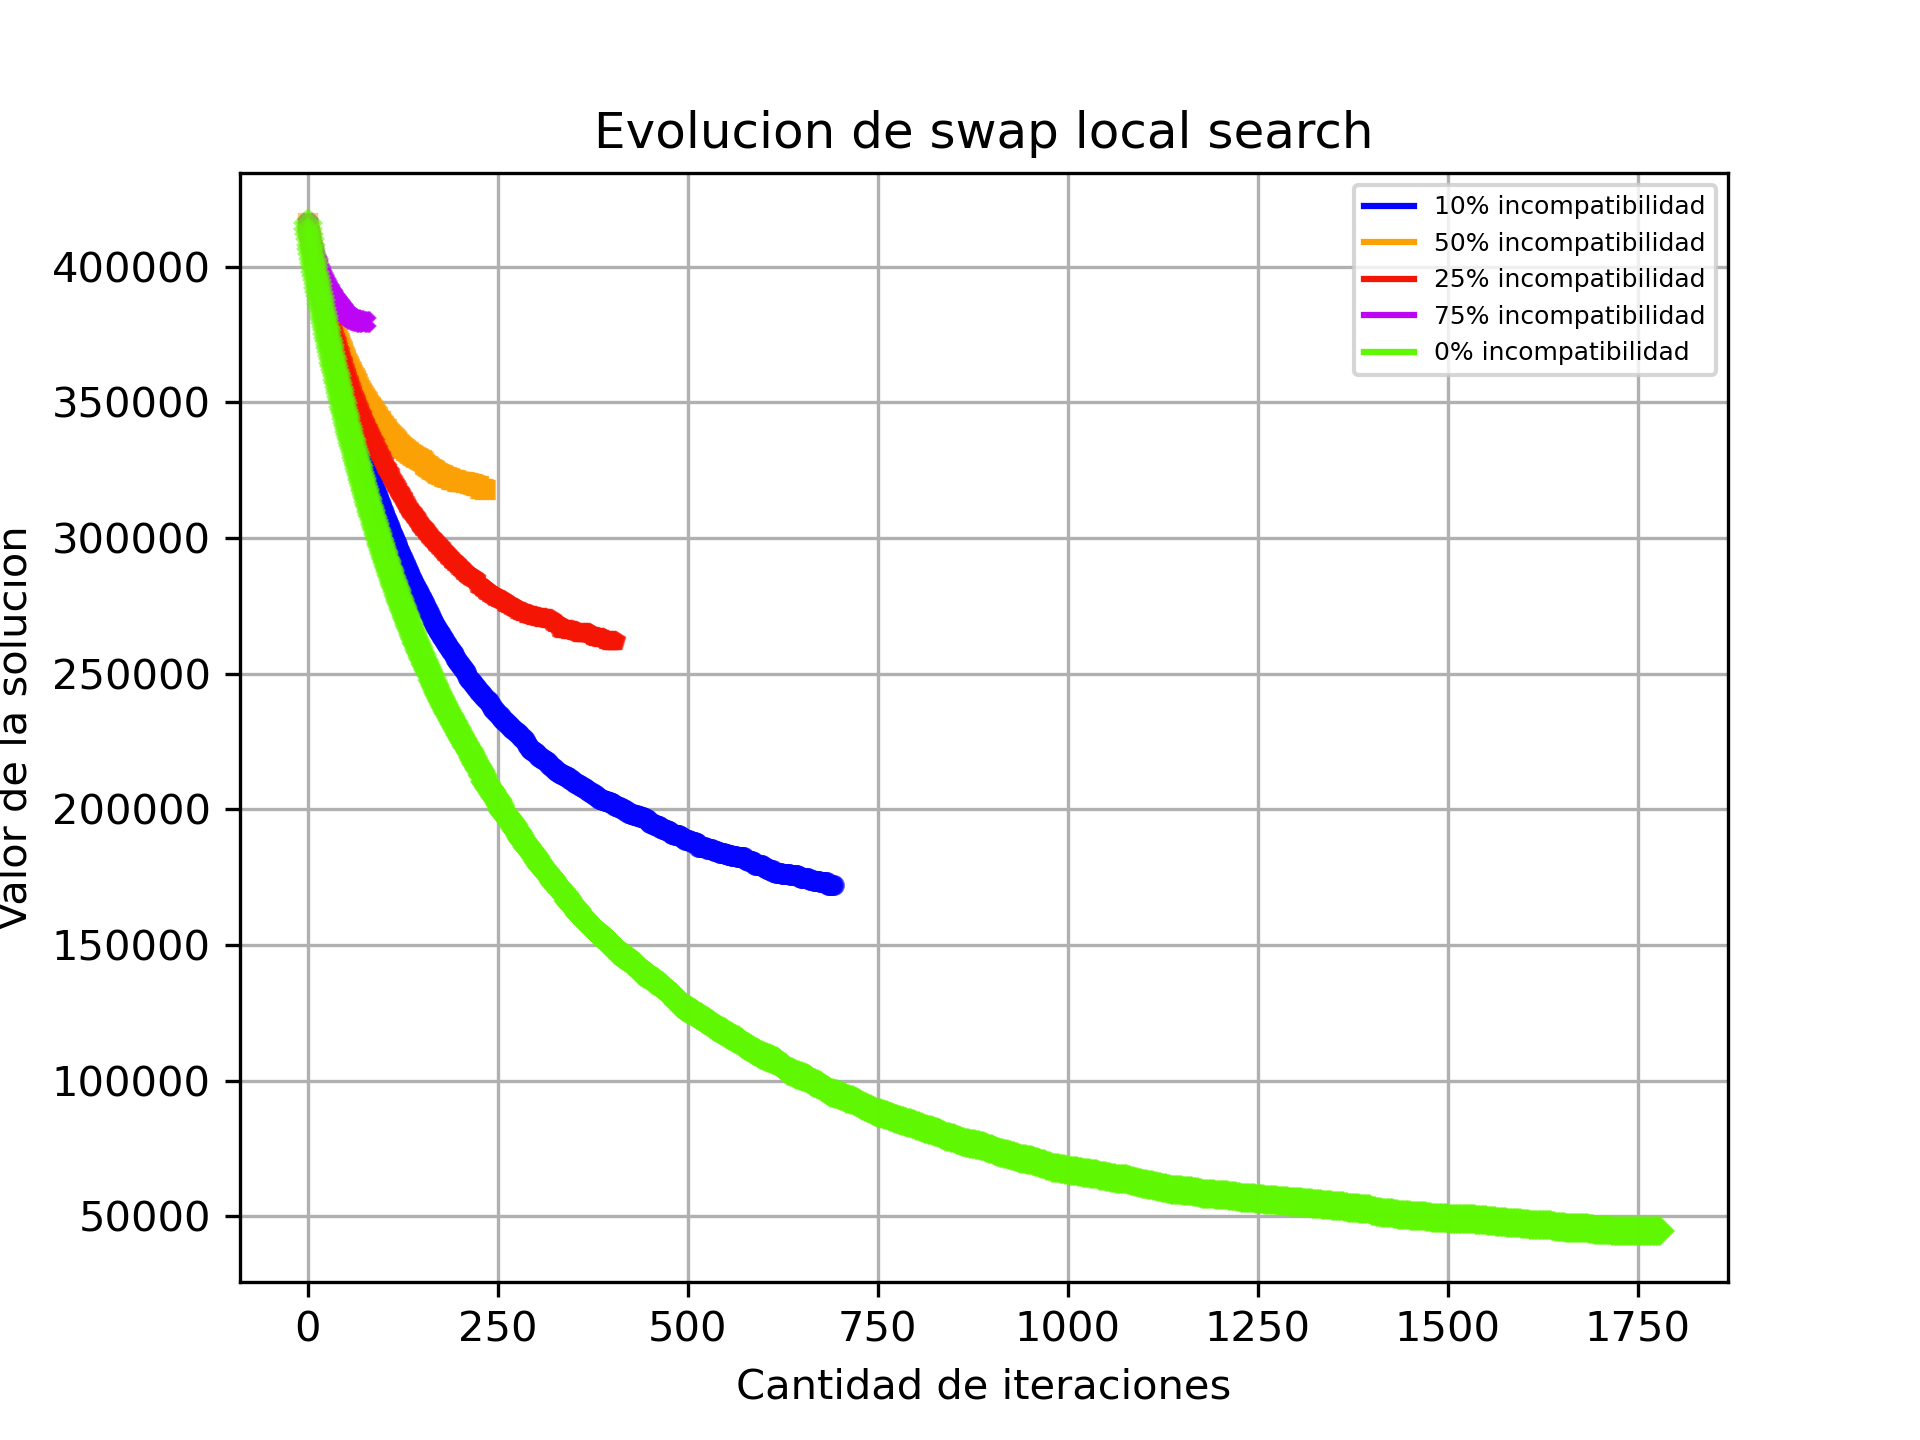 Evolucion de swap local search
10% incompatibilidad
50% incompatibilidad
25% incompatibilidad
75% incompatibilidad
0% incompatibilidad
400000
350000
300000
250000
200000
150000
100000
50000
Valor de la solucion
0 250 500 750 1000 1250 1500 1750
Cantidad de iteraciones